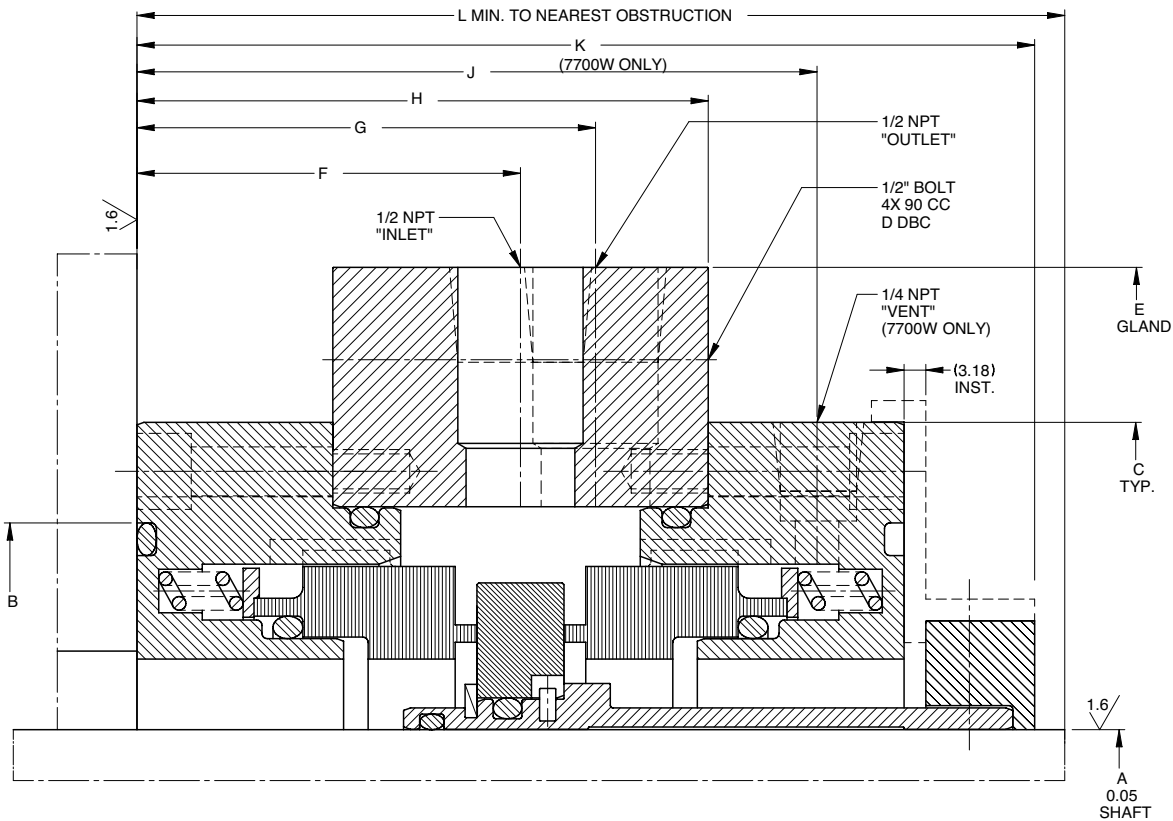 L MIN. TO NEAREST OBSTRUCTION
K
(7700W ONLY)
J
H
G
F
1/2 NPT
"OUTLET"
1/2" BOLT
4X 90 CC
D DBC
1/2 NPT
"INLET"
1.6
1/4 NPT
"VENT"
(7700W ONLY)
E
GLAND
(3.18)
INST.
C
TYP.
B
1.6
A
0.05
SHAFT